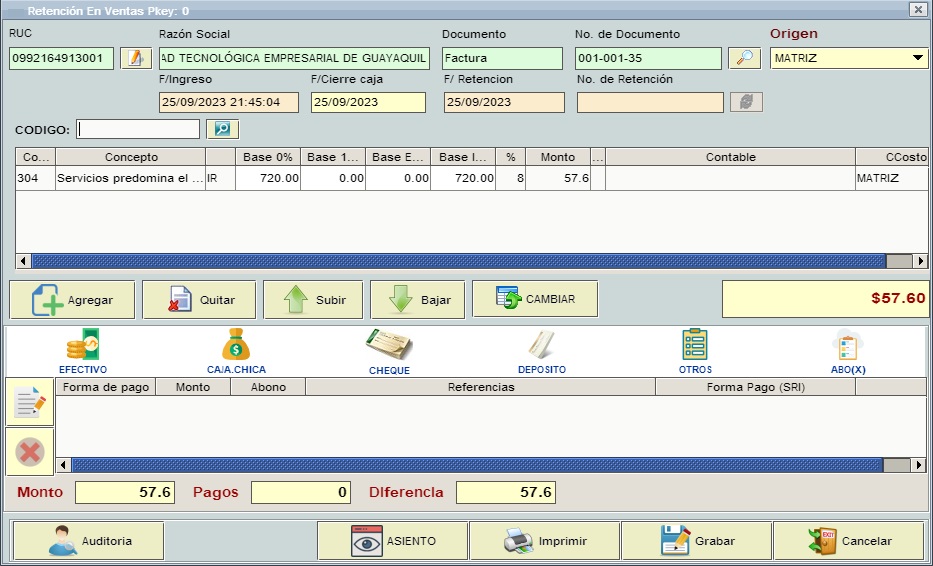 Retención En Ventas Pkey: 0
RUC Razón Social Documento No. de Documento Origen
0992164913001 AD TECNOLÓGICA EMPRESARIAL DE GUAYAQUIL Factura 001-001-35 MATRIZ
F/Ingreso F/Cierre caja F/ Retencion No. de Retención
25/09/2023 21:45:04 25/09/2023 25/09/2023
CODIGO:
Co... Concepto Base 0% Base 1... Base E... Base I... % Monto ... Contable CCosto
304 Servicios predomina el ... IR 720.00 0.00 0.00 720.00 8 57.6 MATRIZ
Agregar Quitar Subir Bajar CAMBIAR $57.60
EFECTIVO CAJA.CHICA CHEQUE DEPOSITO OTROS ABO(X)
Forma de pago Monto Abono Referencias Forma Pago (SRI)
Monto 57.6 Pagos 0 Diferencia 57.6
Auditoria ASIENTO Imprimir Grabar Cancelar